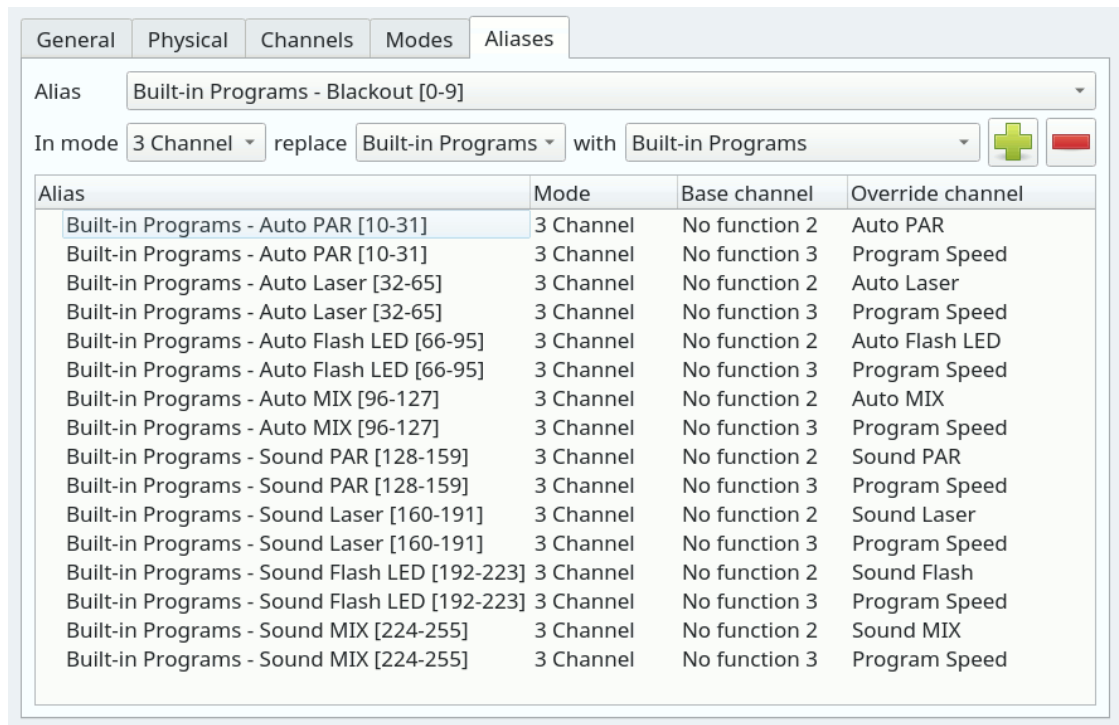 General Physical Channels Modes Aliases
Alias Built-in Programs - Blackout [0-9]
In mode 3 Channel replace Built-in Programs with Built-in Programs
Alias Mode Base channel Override channel
Built-in Programs - Auto PAR [10-31] 3 Channel No function 2 Auto PAR
Built-in Programs - Auto PAR [10-31] 3 Channel No function 3 Program Speed
Built-in Programs - Auto Laser [32-65] 3 Channel No function 2 Auto Laser
Built-in Programs - Auto Laser [32-65] 3 Channel No function 3 Program Speed
Built-in Programs - Auto Flash LED [66-95] 3 Channel No function 2 Auto Flash LED
Built-in Programs - Auto Flash LED [66-95] 3 Channel No function 3 Program Speed
Built-in Programs - Auto MIX [96-127] 3 Channel No function 2 Auto MIX
Built-in Programs - Auto MIX [96-127] 3 Channel No function 3 Program Speed
Built-in Programs - Sound PAR [128-159] 3 Channel No function 2 Sound PAR
Built-in Programs - Sound PAR [128-159] 3 Channel No function 3 Program Speed
Built-in Programs - Sound Laser [160-191] 3 Channel No function 2 Sound Laser
Built-in Programs - Sound Laser [160-191] 3 Channel No function 3 Program Speed
Built-in Programs - Sound Flash LED [192-223] 3 Channel No function 2 Sound Flash
Built-in Programs - Sound Flash LED [192-223] 3 Channel No function 3 Program Speed
Built-in Programs - Sound MIX [224-255] 3 Channel No function 2 Sound MIX
Built-in Programs - Sound MIX [224-255] 3 Channel No function 3 Program Speed